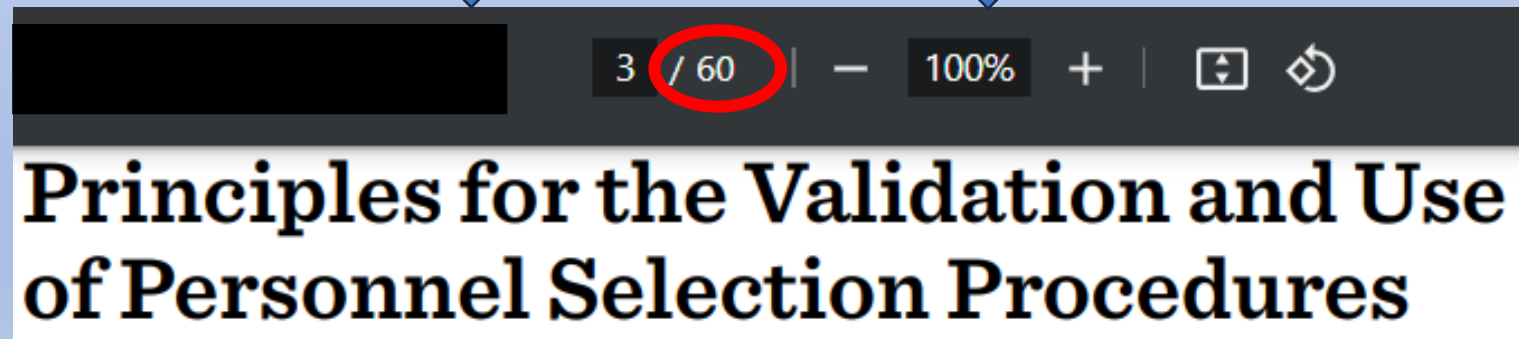 3 / 60 | − 100% + |
Principles for the Validation and Use
of Personnel Selection Procedures